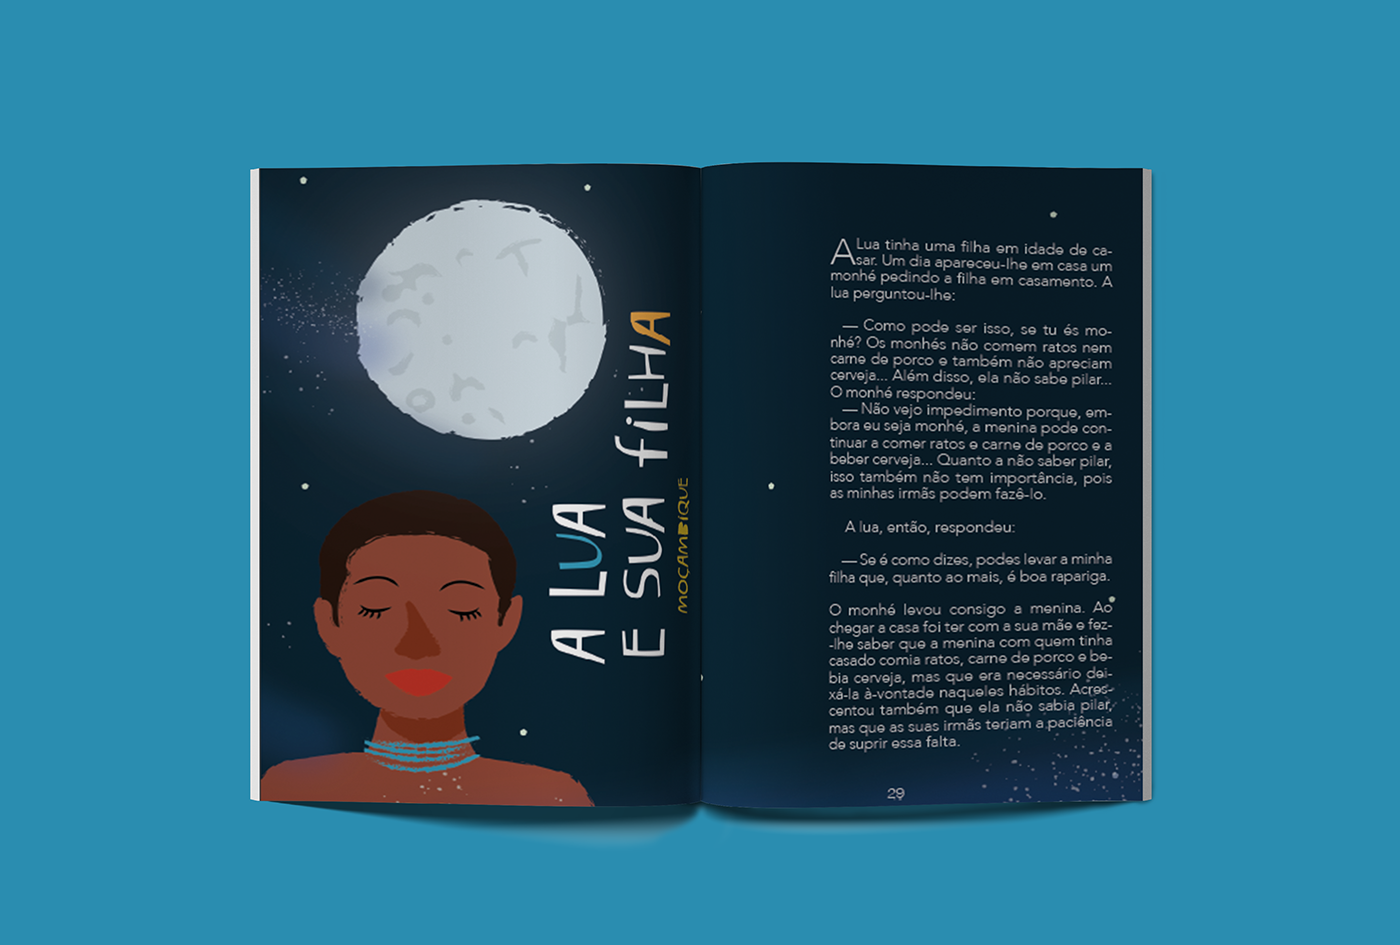 A LUA
E SUA fiLHA
MOÇAMBiQUE
A Lua tinha uma filha em idade de ca-
sar. Um dia apareceu-lhe em casa um
monhé pedindo a filha em casamento. A
lua perguntou-lhe:
— Como pode ser isso, se tu és mo-
nhé? Os monhés não comem ratos nem
carne de porco e também não apreciam
cerveja... Além disso, ela não sabe pilar...
O monhé respondeu:
— Não vejo impedimento porque, em-
bora eu seja monhé, a menina pode con-
tinuar a comer ratos e carne de porco e a
beber cerveja... Quanto a não saber pilar,
isso também não tem importância, pois
as minhas irmãs podem fazê-lo.
A lua, então, respondeu:
— Se é como dizes, podes levar a minha
filha que, quanto ao mais, é boa rapariga.
O monhé levou consigo a menina. Ao
chegar a casa foi ter com a sua mãe e fez-
-lhe saber que a menina com quem tinha
casado comia ratos, carne de porco e be-
bia cerveja, mas que era necessário dei-
xá-la à-vontade naqueles hábitos. Acres-
centou também que ela não sabia pilar,
mas que as suas irmãs teriam a paciência
de suprir essa falta.
29